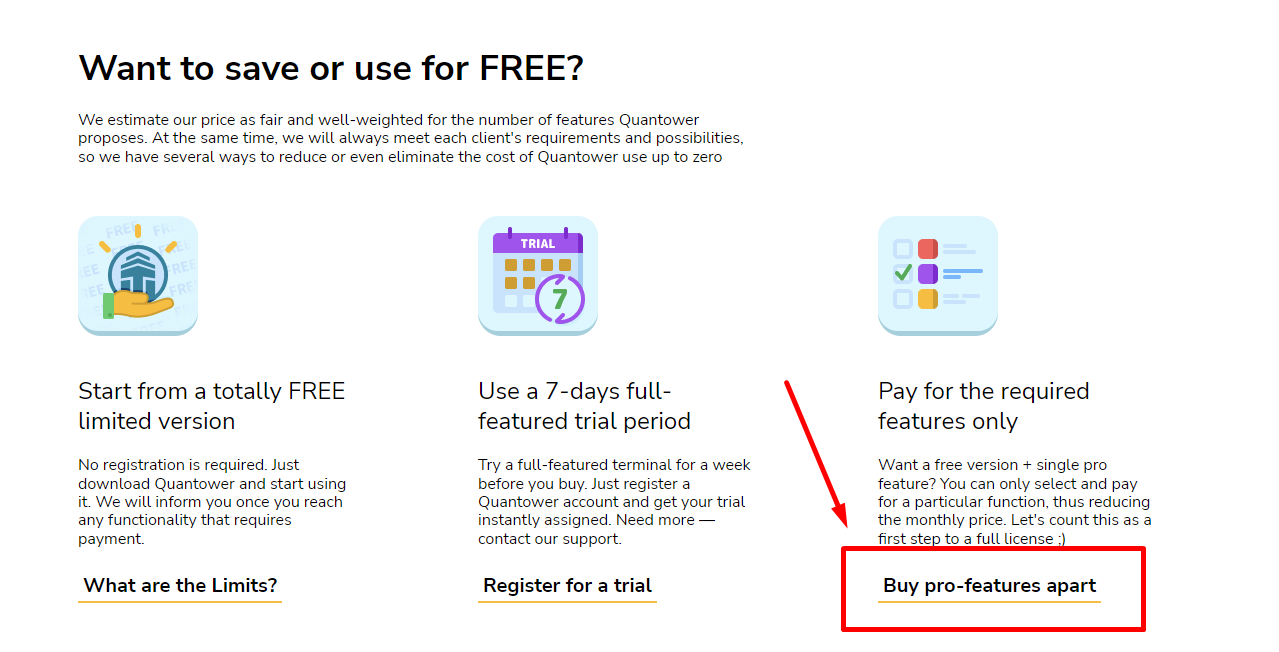 Want to save or use for FREE?
We estimate our price as fair and well-weighted for the number of features Quantower
proposes. At the same time, we will always meet each client's requirements and possibilities,
so we have several ways to reduce or even eliminate the cost of Quantower use up to zero
FREE
TRIAL
7
Start from a totally FREE
limited version
No registration is required. Just
download Quantower and start using
it. We will inform you once you reach
any functionality that requires
payment.
What are the Limits?
Use a 7-days full-
featured trial period
Try a full-featured terminal for a week
before you buy. Just register a
Quantower account and get your trial
instantly assigned. Need more —
contact our support.
Register for a trial
Pay for the required
features only
Want a free version + single pro
feature? You can only select and pay
for a particular function, thus reducing
the monthly price. Let's count this as a
first step to a full license ;)
Buy pro-features apart